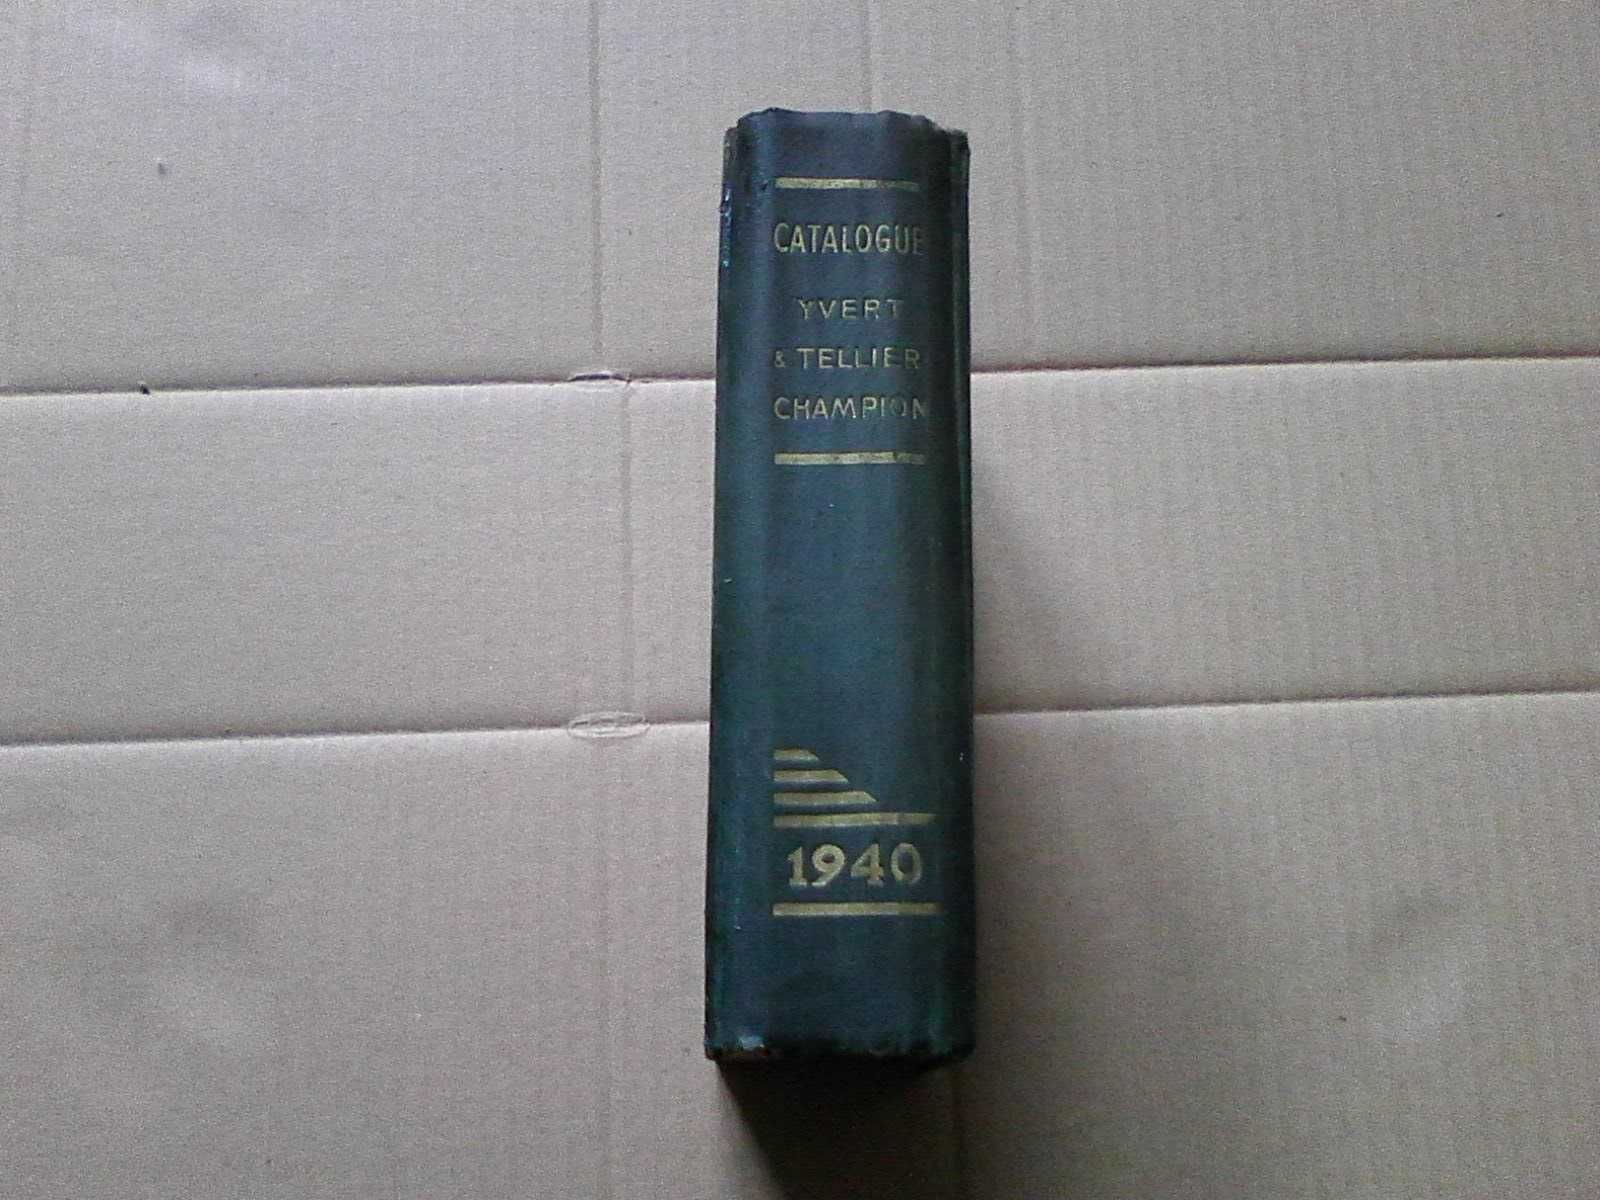 CATALOGUE
YVERT
& TELLIER
CHAMPION
1940